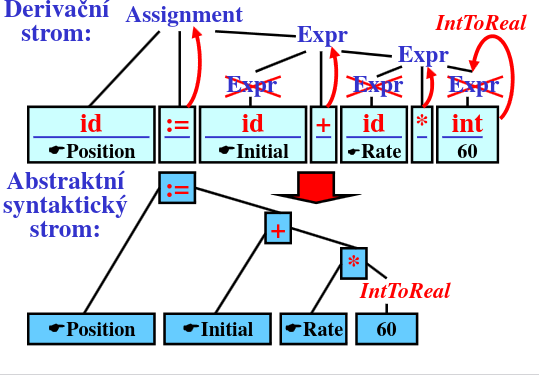 Derivační
strom:
Assignment
IntToReal
Expr
Expr
Expr
Expr
Expr
id
:=
id
+
id
*
int
☛Position
☛Initial
☛Rate
60
Abstraktní
syntaktický
strom:
:=
+
*
IntToReal
☛Position
☛Initial
☛Rate
60